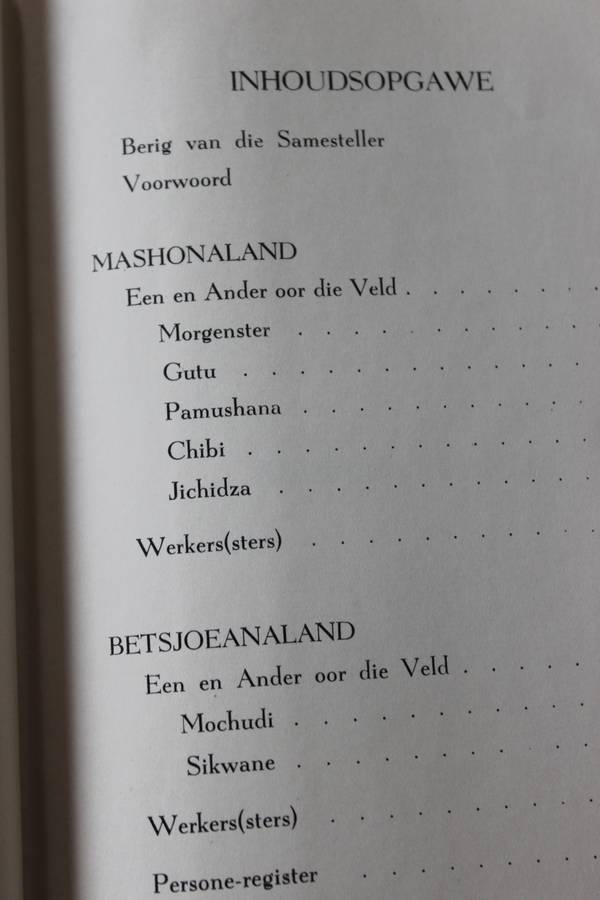 INHOUDSOPGAWE
Berig van die Samesteller
Voorwoord
MASHONALAND
Een en Ander oor die Veld . . . . . . .
Morgenster . . . . . . . . . . .
Gutu . . . . . . . . . . . .
Pamushana . . . . . . . . . .
Chibi . . . . . . . . . . . .
Jichidza . . . . . . . . . . .
Werkers(sters) . . . . . . . . . .
BETSJOEANALAND
Een en Ander oor die Veld . . . . .
Mochudi . . . . . . . . . . .
Sikwane . . . . . . . . . . .
Werkers(sters) . . . . . . . . . .
Persone-register . . . . . . . . .